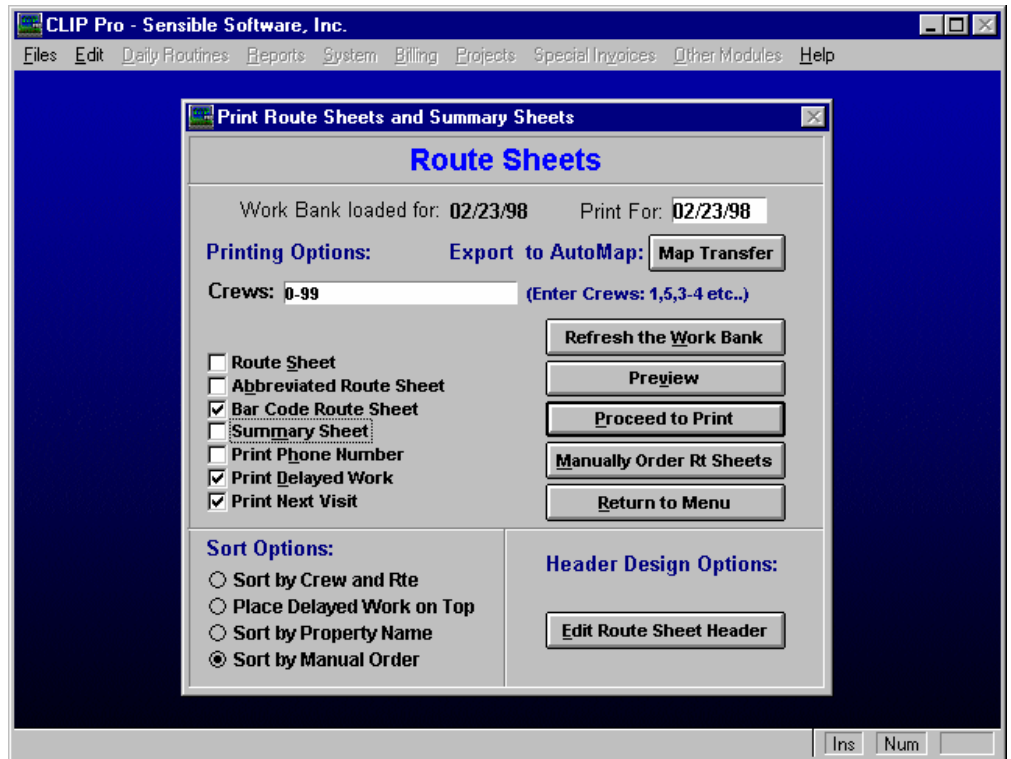 CLIP Pro - Sensible Software, Inc.
Files Edit Daily Routines Reports System Billing Projects Special Invoices Other Modules Help
Print Route Sheets and Summary Sheets
Route Sheets
Work Bank loaded for: 02/23/98 Print For: 02/23/98
Printing Options: Export to AutoMap: Map Transfer
Crews: 0-99 (Enter Crews: 1,5,3-4 etc..)
Refresh the Work Bank
Route Sheet
Abbreviated Route Sheet
Preview
Bar Code Route Sheet
Proceed to Print
Summary Sheet
Print Phone Number
Manually Order Rt Sheets
Print Delayed Work
Print Next Visit
Return to Menu
Sort Options:
Sort by Crew and Rte
Place Delayed Work on Top
Sort by Property Name
Sort by Manual Order
Header Design Options:
Edit Route Sheet Header
Ins Num